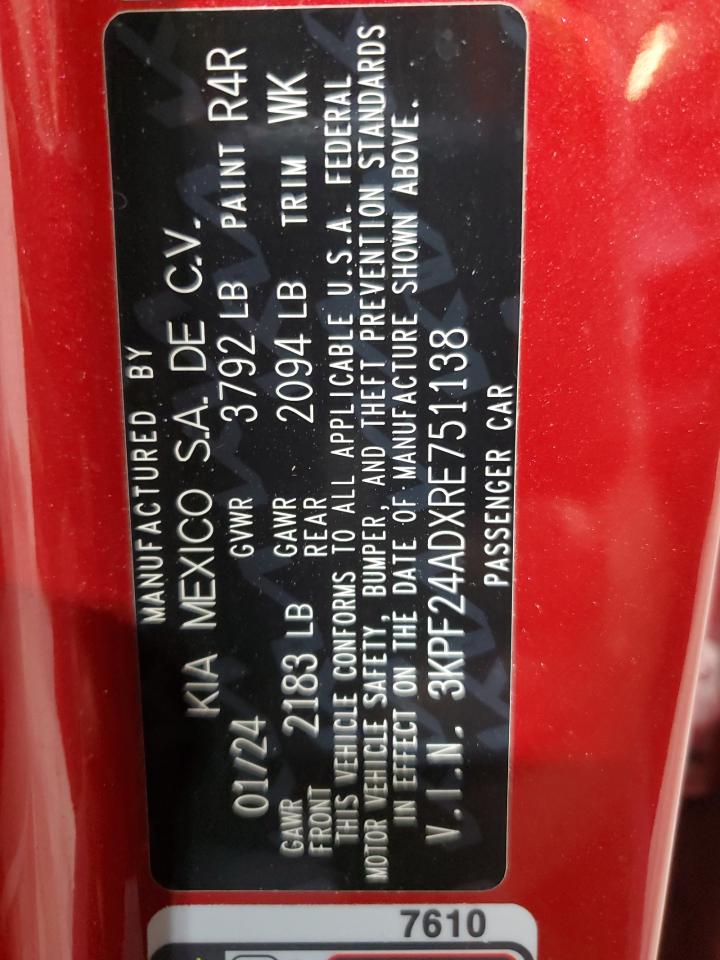 MANUFACTURED BY
KIA MEXICO S.A. DE C.V.
01/24 GVWR 3792 LB PAINT R4R
GAWR FRONT 2183 LB GAWR REAR 2094 LB TRIM WK
THIS VEHICLE CONFORMS TO ALL APPLICABLE U.S.A. FEDERAL
MOTOR VEHICLE SAFETY, BUMPER, AND THEFT PREVENTION STANDARDS
IN EFFECT ON THE DATE OF MANUFACTURE SHOWN ABOVE.
V.I.N. 3KPF24ADXRE751138
PASSENGER CAR
7610